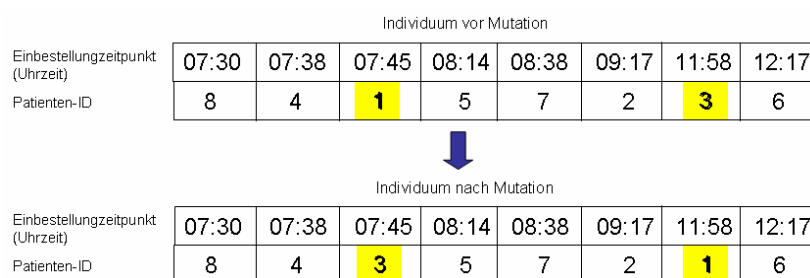 Individuum vor Mutation
Einbestellungzeitpunkt (Uhrzeit) 07:30 07:38 07:45 08:14 08:38 09:17 11:58 12:17
Patienten-ID 8 4 1 5 7 2 3 6
Individuum nach Mutation
Einbestellungzeitpunkt (Uhrzeit) 07:30 07:38 07:45 08:14 08:38 09:17 11:58 12:17
Patienten-ID 8 4 3 5 7 2 1 6